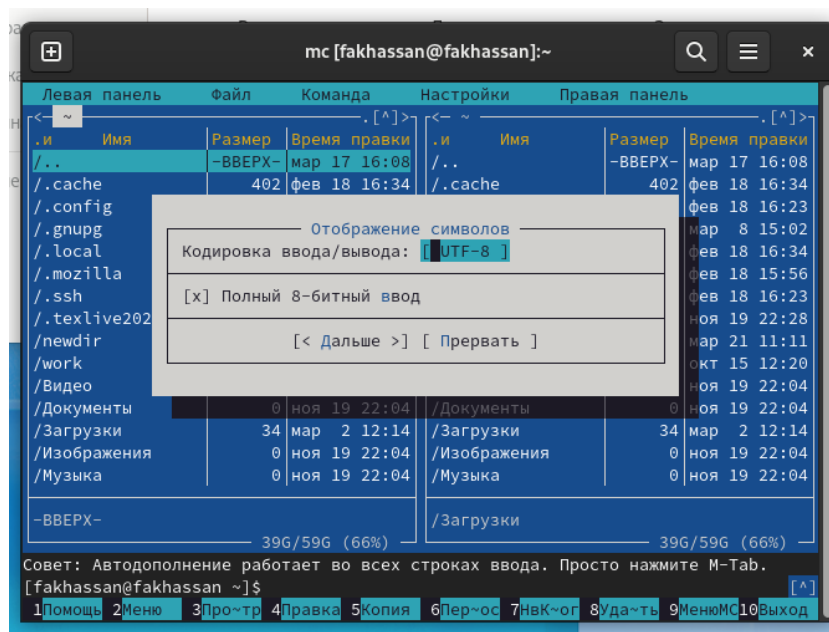 mc [fakhassan@fakhassan]:~
Левая панель Файл Команда Настройки Правая панель
<- ~ .[^]> <- ~ .[^]>
.и Имя Размер Время правки .и Имя Размер Время правки
/.. -ВВЕРХ- мар 17 16:08 /.. -ВВЕРХ- мар 17 16:08
/.cache 402 фев 18 16:34 /.cache 402 фев 18 16:34
/.config фев 18 16:23
/.gnupg Отображение символов мар 8 15:02
/.local Кодировка ввода/вывода: [ UTF-8 ] фев 18 16:34
/.mozilla фев 18 15:56
/.ssh [x] Полный 8-битный ввод фев 18 16:23
/.texlive202 ноя 19 22:28
/newdir [< Дальше >] [ Прервать ] мар 21 11:11
/work окт 15 12:20
/Видео ноя 19 22:04
/Документы 0 ноя 19 22:04 /Документы 0 ноя 19 22:04
/Загрузки 34 мар 2 12:14 /Загрузки 34 мар 2 12:14
/Изображения 0 ноя 19 22:04 /Изображения 0 ноя 19 22:04
/Музыка 0 ноя 19 22:04 /Музыка 0 ноя 19 22:04
-ВВЕРХ- /Загрузки
39G/59G (66%) 39G/59G (66%)
Совет: Автодополнение работает во всех строках ввода. Просто нажмите M-Tab.
[fakhassan@fakhassan ~]$ [^]
1Помощь 2Меню 3Про~тр 4Правка 5Копия 6Пер~ос 7НвК~ог 8Уда~ть 9МенюMC 10Выход